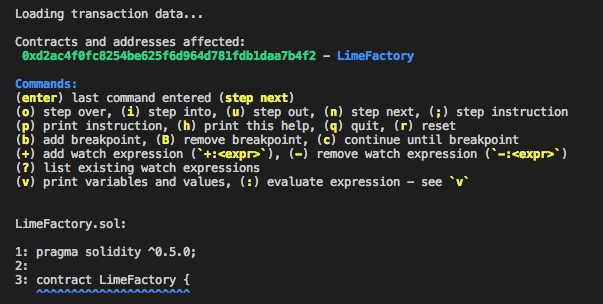 Loading transaction data...
Contracts and addresses affected:
0xd2ac4f0fc8254be625f6d964d781fdb1daa7b4f2 - LimeFactory
Commands:
(enter) last command entered (step next)
(o) step over, (i) step into, (u) step out, (n) step next, (;) step instruction
(p) print instruction, (h) print this help, (q) quit, (r) reset
(b) add breakpoint, (B) remove breakpoint, (c) continue until breakpoint
(+) add watch expression (`+:<expr>`), (-) remove watch expression (`-:<expr>`)
(?) list existing watch expressions
(v) print variables and values, (:) evaluate expression - see `v`
LimeFactory.sol:
1: pragma solidity ^0.5.0;
2:
3: contract LimeFactory {